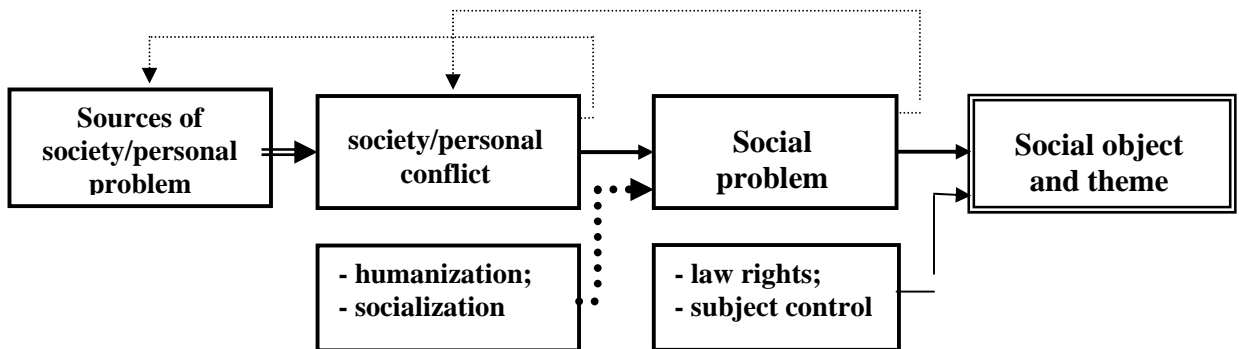 Sources of
society/personal
problem
society/personal
conflict
Social
problem
Social object
and theme
- humanization;
- socialization
- law rights;
- subject control